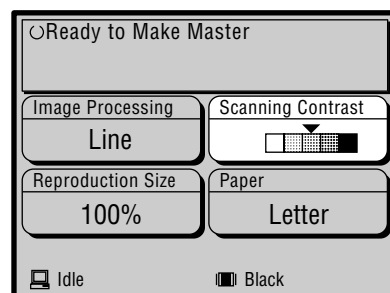 Ready to Make Master
Image Processing
Line
Scanning Contrast
Reproduction Size
100%
Paper
Letter
Idle
Black